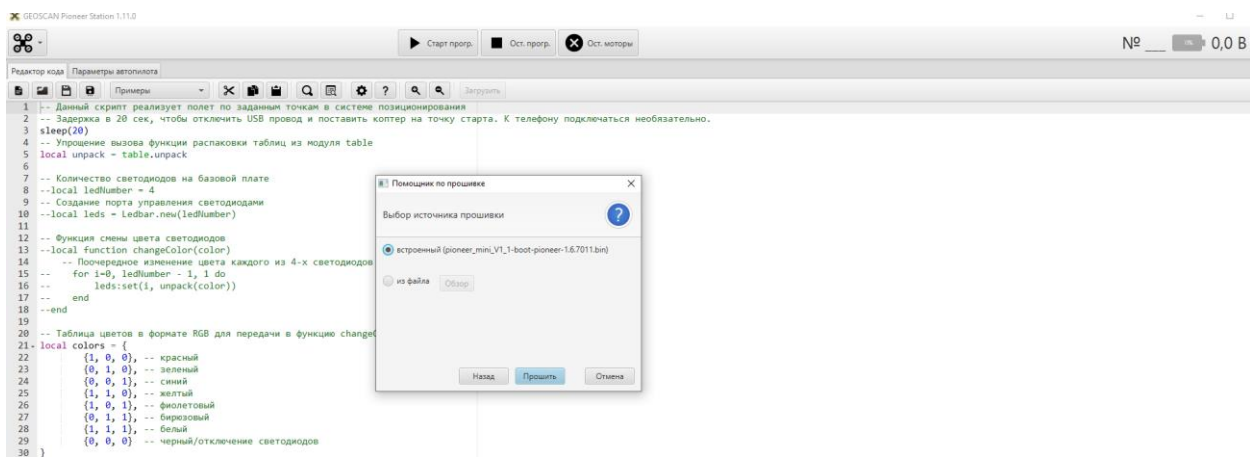 GEOSCAN Pioneer Station 1.11.0
Старт прогр. Ост. прогр. Ост. моторы
№ ___ 0% 0,0 В
Редактор кода Параметры автопилота
Примеры Загрузить
1 -- Данный скрипт реализует полет по заданным точкам в системе позиционирования
2 -- Задержка в 20 сек, чтобы отключить USB провод и поставить коптер на точку старта. К телефону подключаться необязательно.
3 sleep(20)
4 -- Упрощение вызова функции распаковки таблиц из модуля table
5 local unpack = table.unpack
6
7 -- Количество светодиодов на базовой плате
8 --local ledNumber = 4
9 -- Создание порта управления светодиодами
10 --local leds = Ledbar.new(ledNumber)
11
12 -- Функция смены цвета светодиодов
13 --local function changeColor(color)
14 -- Поочередное изменение цвета каждого из 4-х светодиодов
15 -- for i=0, ledNumber - 1, 1 do
16 -- leds:set(i, unpack(color))
17 -- end
18 --end
19
20 -- Таблица цветов в формате RGB для передачи в функцию changeC
21 local colors = {
22 {1, 0, 0}, -- красный
23 {0, 1, 0}, -- зеленый
24 {0, 0, 1}, -- синий
25 {1, 1, 0}, -- желтый
26 {1, 0, 1}, -- фиолетовый
27 {0, 1, 1}, -- бирюзовый
28 {1, 1, 1}, -- белый
29 {0, 0, 0} -- черный/отключение светодиодов
30 }
Помощник по прошивке
Выбор источника прошивки
встроенный (pioneer_mini_V1_1-boot-pioneer-1.6.7011.bin)
из файла Обзор
Назад Прошить Отмена